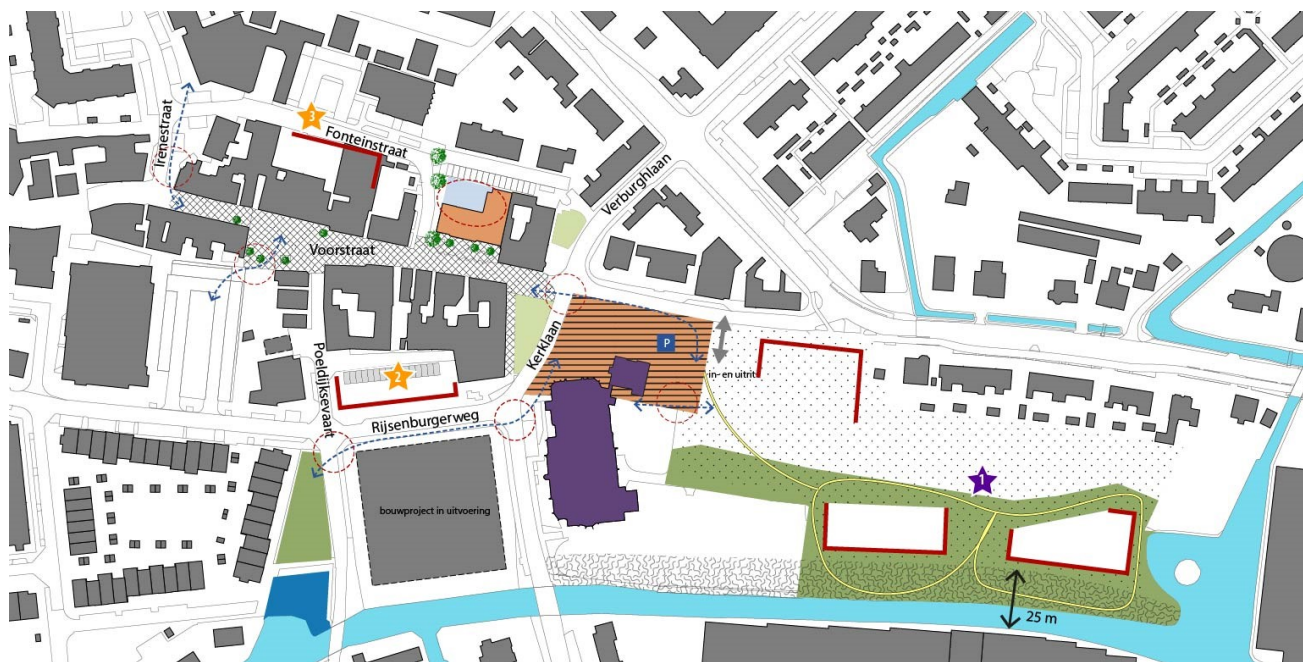 Irenestraat
3
Fonteinstraat
Verburghlaan
Voorstraat
P
Kerklaan
in- en uitrit
2
Poeldijksevaart
Rijsenburgerweg
1
bouwproject in uitvoering
25 m